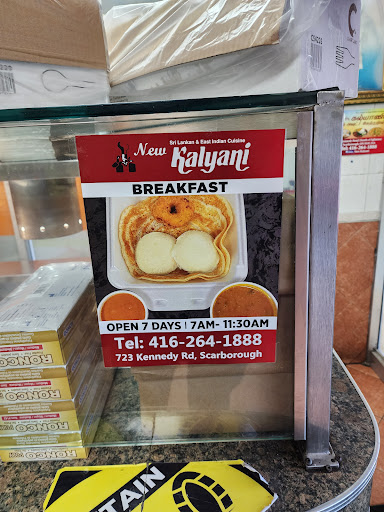 Sri Lankan & East Indian Cuisine
New Kalyani
BREAKFAST
OPEN 7 DAYS | 7AM- 11:30AM
Tel: 416-264-1888
723 Kennedy Rd, Scarborough
RONCO
RONCO
RONCO
RONCO
TAIN